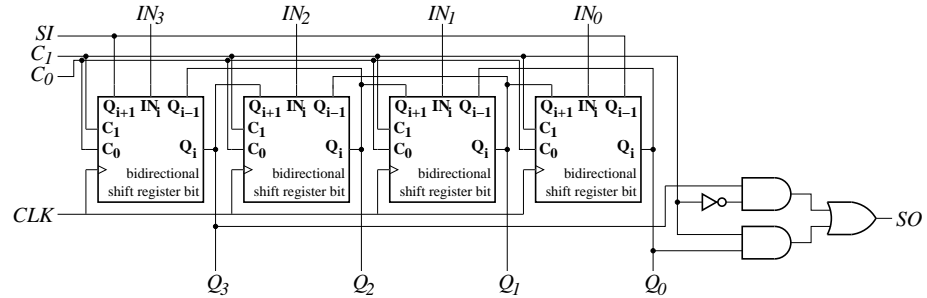 IN3 IN2 IN1 IN0
SI
C1
C0
Qi+1 INi Qi−1 Qi+1 INi Qi−1 Qi+1 INi Qi−1 Qi+1 INi Qi−1
C1 C1 C1 C1
C0 Qi C0 Qi C0 Qi C0 Qi
bidirectional bidirectional bidirectional bidirectional
shift register bit shift register bit shift register bit shift register bit
CLK SO
Q3 Q2 Q1 Q0